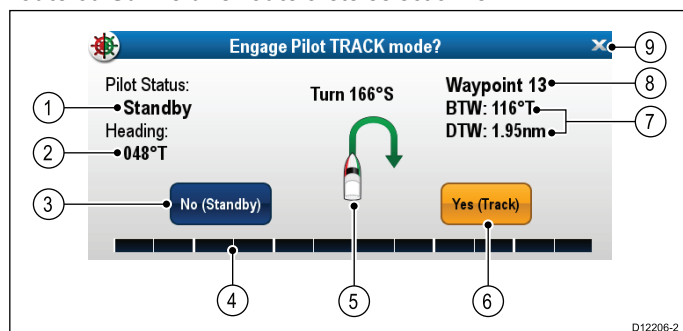 Engage Pilot TRACK mode?
9
Pilot Status:
Standby
1
Heading:
048°T
2
Turn 166°S
Waypoint 13
8
BTW: 116°T
DTW: 1.95nm
7
3
No (Standby)
Yes (Track)
4
5
6
D12206-2